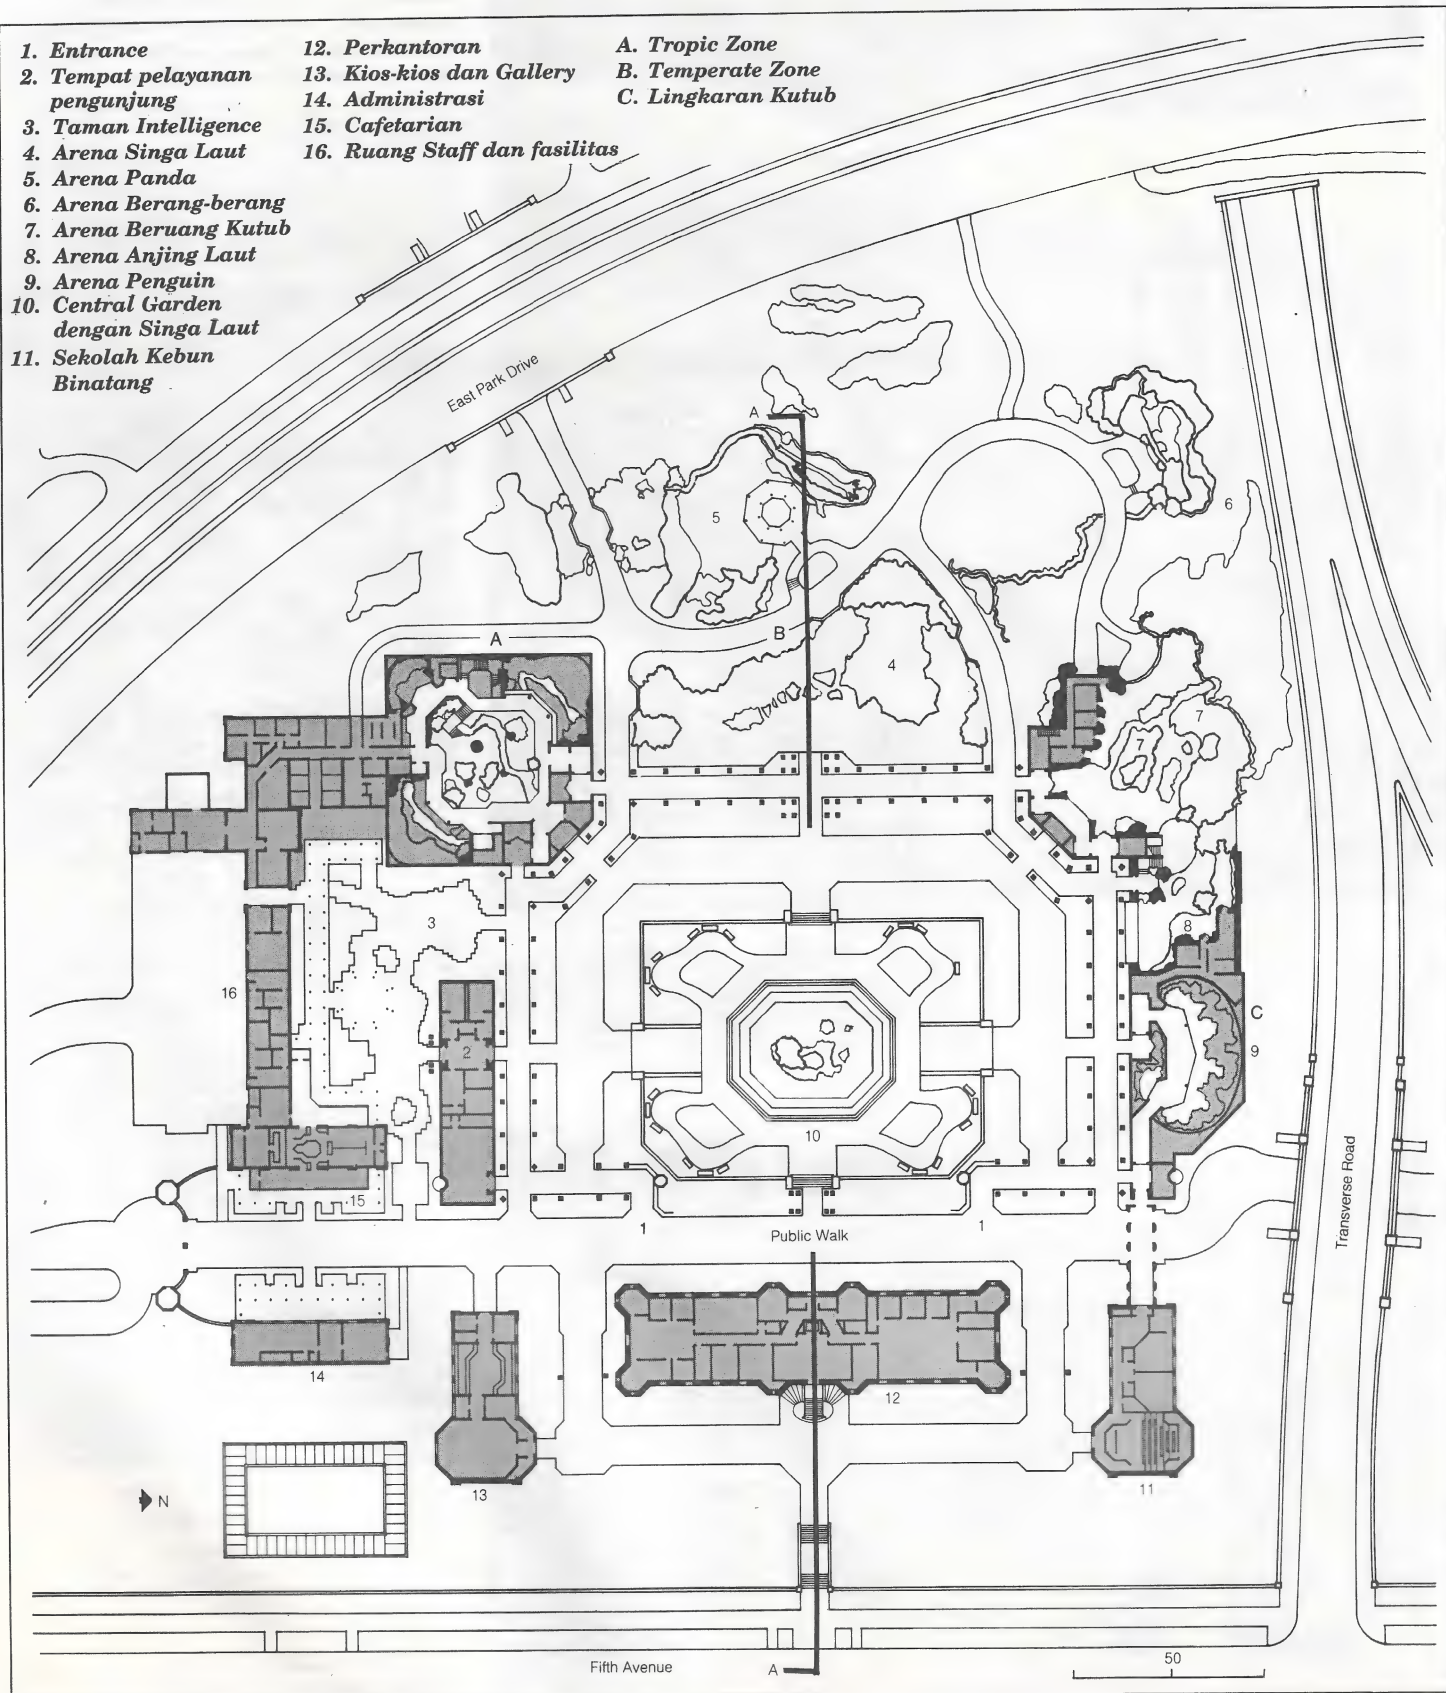 1. Entrance
2. Tempat pelayanan
pengunjung
3. Taman Intelligence
4. Arena Singa Laut
5. Arena Panda
6. Arena Berang-berang
7. Arena Beruang Kutub
8. Arena Anjing Laut
9. Arena Penguin
10. Central Garden
dengan Singa Laut
11. Sekolah Kebun
Binatang
12. Perkantoran
13. Kios-kios dan Gallery
14. Administrasi
15. Cafetarian
16. Ruang Staff dan fasilitas
A. Tropic Zone
B. Temperate Zone
C. Lingkaran Kutub
East Park Drive
A
5
6
A
B
4
7
7
3
8
16
C
2
9
10
15
1
1
Public Walk
Transverse Road
14
12
13
11
N
Fifth Avenue
A
50